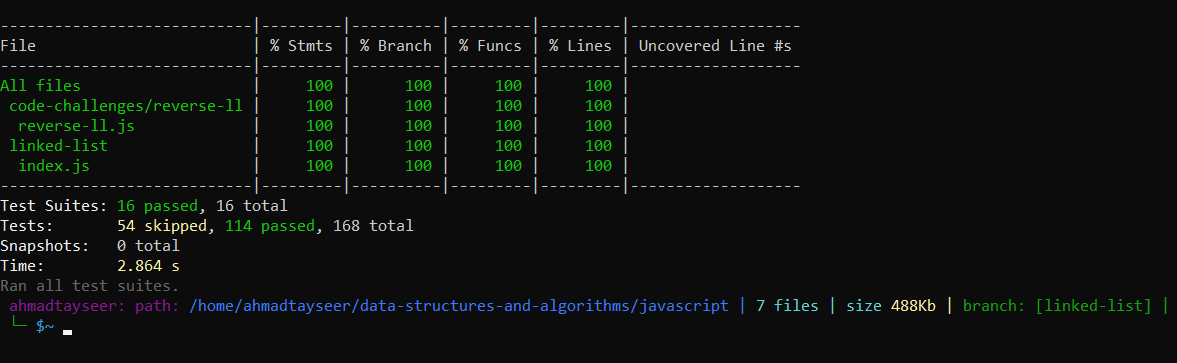 ----------------------------|---------|----------|---------|---------|-------------------
File                        | % Stmts | % Branch | % Funcs | % Lines | Uncovered Line #s
----------------------------|---------|----------|---------|---------|-------------------
All files                   |     100 |      100 |     100 |     100 |
 code-challenges/reverse-ll |     100 |      100 |     100 |     100 |
  reverse-ll.js             |     100 |      100 |     100 |     100 |
 linked-list                |     100 |      100 |     100 |     100 |
  index.js                  |     100 |      100 |     100 |     100 |
----------------------------|---------|----------|---------|---------|-------------------
Test Suites: 16 passed, 16 total
Tests:       54 skipped, 114 passed, 168 total
Snapshots:   0 total
Time:        2.864 s
Ran all test suites.
 ahmadtayseer: path: /home/ahmadtayseer/data-structures-and-algorithms/javascript | 7 files | size 488Kb | branch: [linked-list] |
 └─ $~